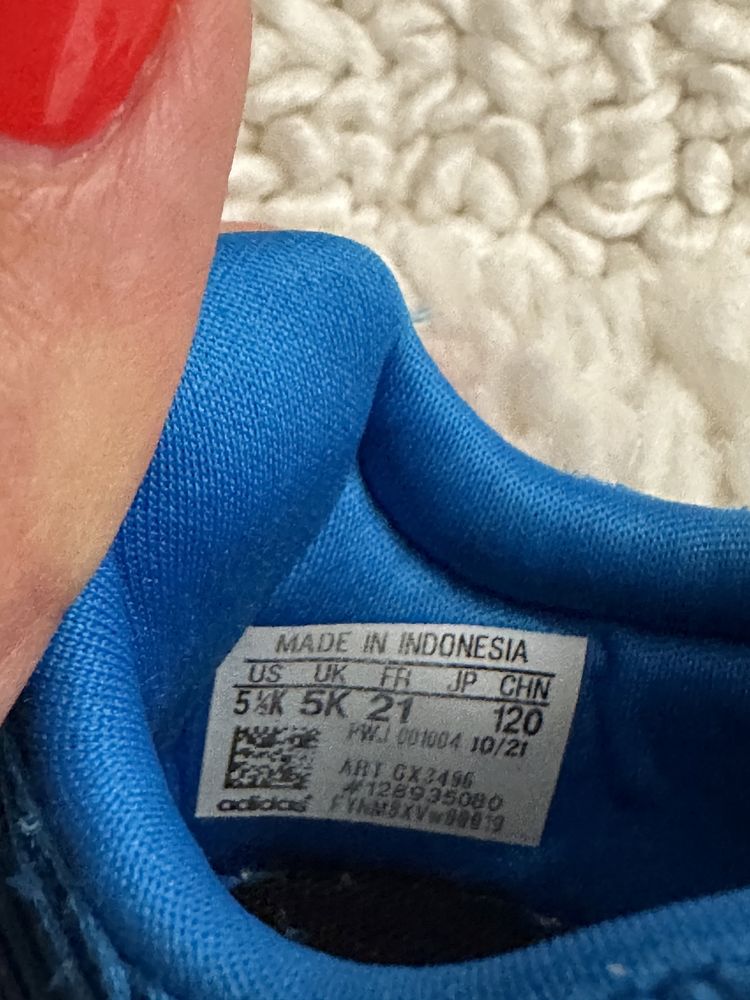 MADE IN INDONESIA
US UK FR JP CHN
5½K 5K 21 120
PWJ 001004 10/21
ART GX3496
#128935080
adidas